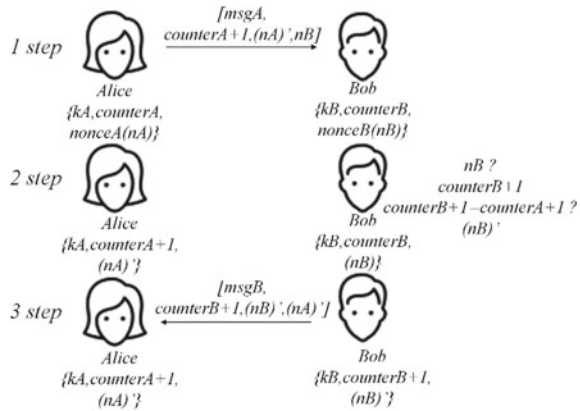 1 step
[msgA,
counterA+1,(nA)',nB]
Alice
{kA,counterA,
nonceA(nA)}
Bob
{kB,counterB,
nonceB(nB)}
2 step
Alice
{kA,counterA+1,
(nA)'}
Bob
{kB,counterB,
(nB)}
nB ?
counterB+1
counterB+1–counterA+1 ?
(nB)'
3 step
[msgB,
counterB+1,(nB)',(nA)']
Alice
{kA,counterA+1,
(nA)'}
Bob
{kB,counterB+1,
(nB)'}